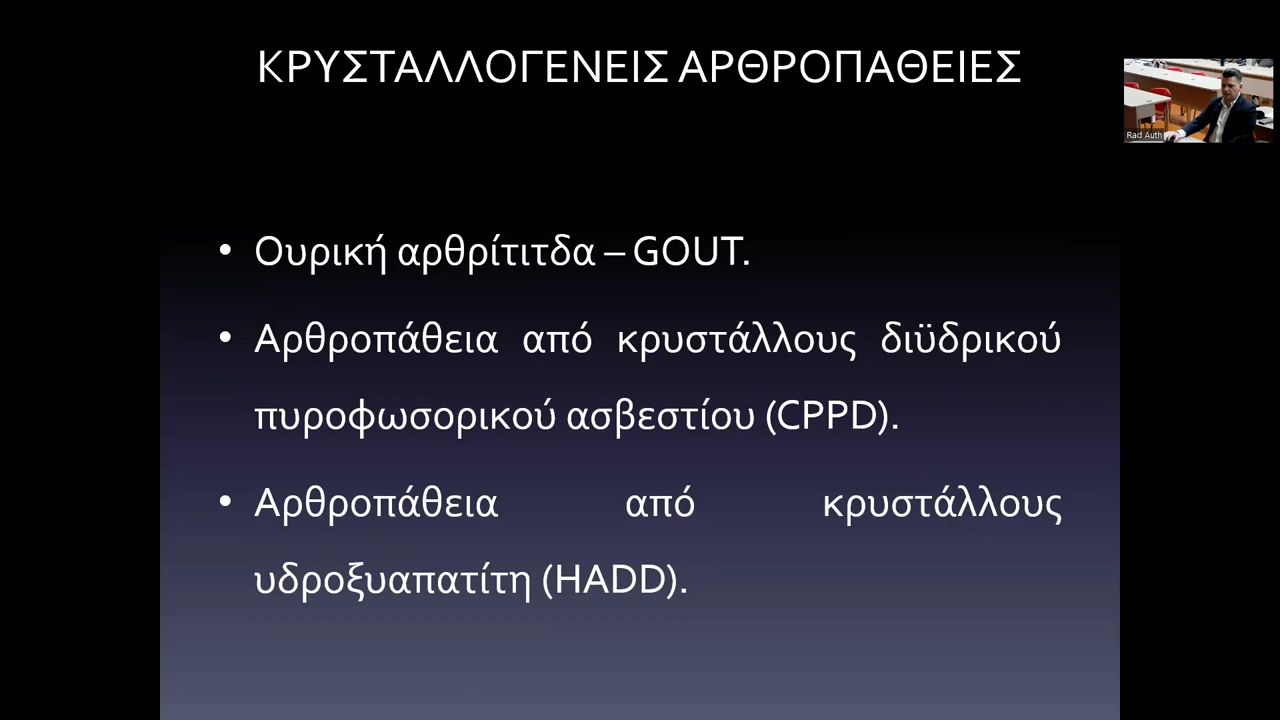 ΚΡΥΣΤΑΛΛΟΓΕΝΕΙΣ ΑΡΘΡΟΠΑΘΕΙΕΣ
Rad Auth
• Ουρική αρθρίτιτδα – GOUT.
• Αρθροπάθεια από κρυστάλλους διϋδρικού
πυροφωσορικού ασβεστίου (CPPD).
• Αρθροπάθεια από κρυστάλλους
υδροξυαπατίτη (HADD).